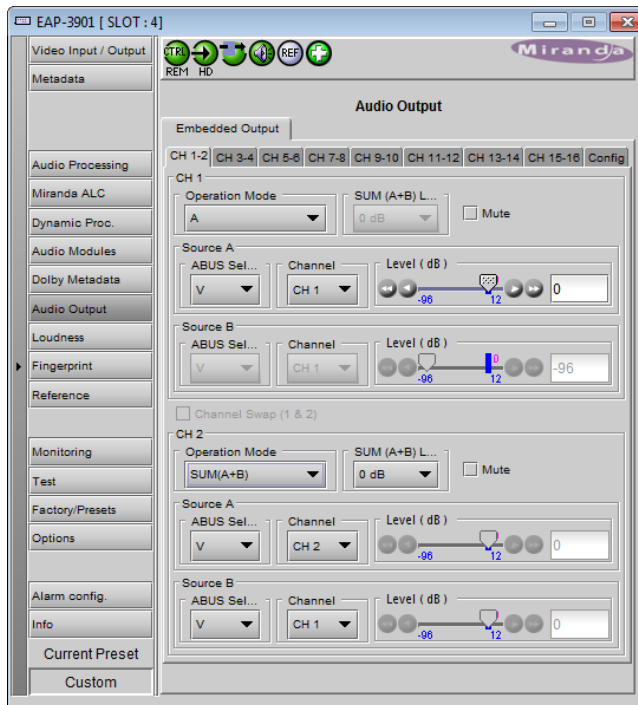 EAP-3901 [ SLOT : 4]
Video Input / Output
Metadata
Audio Processing
Miranda ALC
Dynamic Proc.
Audio Modules
Dolby Metadata
Audio Output
Loudness
Fingerprint
Reference
Monitoring
Test
Factory/Presets
Options
Alarm config.
Info
Current Preset
Custom
CTRL REF
REM HD
Miranda
Audio Output
Embedded Output
CH 1-2 CH 3-4 CH 5-6 CH 7-8 CH 9-10 CH 11-12 CH 13-14 CH 15-16 Config
CH 1
Operation Mode SUM (A+B) L...
A 0 dB Mute
Source A
ABUS Sel... Channel Level ( dB )
V CH 1 0
-96 12
Source B
ABUS Sel... Channel Level ( dB )
0
V CH 1 -96
-96 12
Channel Swap (1 & 2)
CH 2
Operation Mode SUM (A+B) L...
SUM(A+B) 0 dB Mute
Source A
ABUS Sel... Channel Level ( dB )
V CH 2 0
-96 12
Source B
ABUS Sel... Channel Level ( dB )
V CH 1 0
-96 12